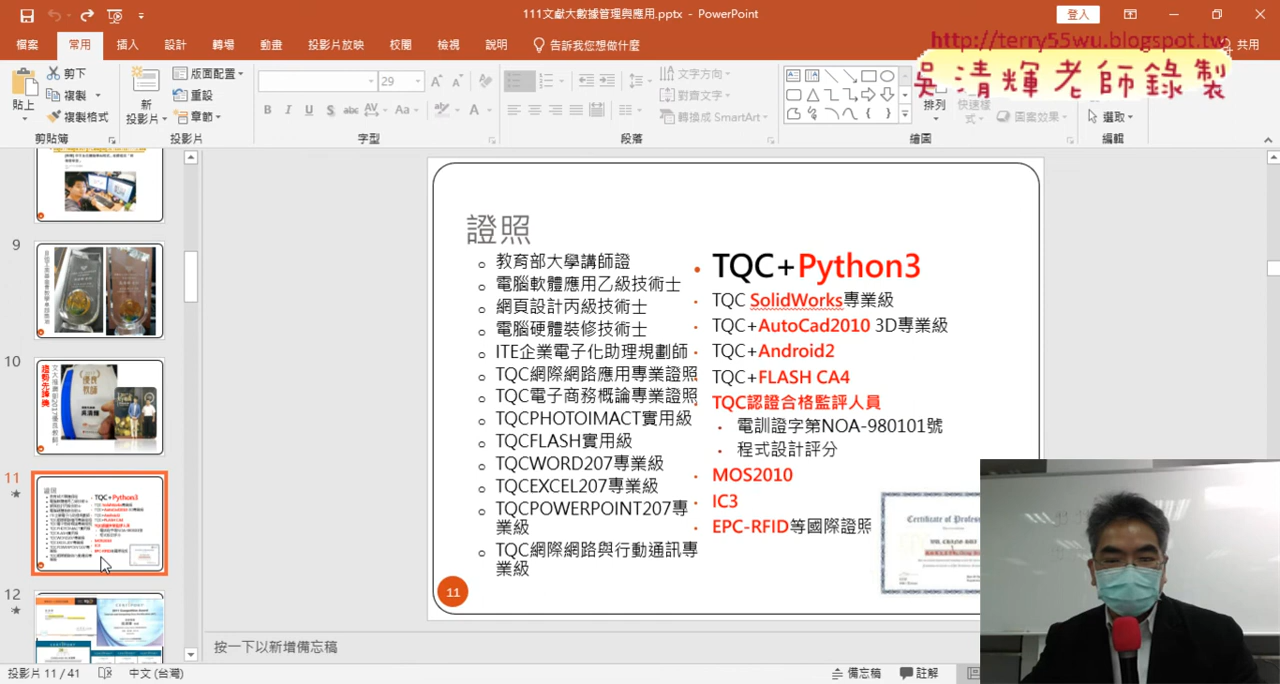 111文獻大數據管理與應用.pptx - PowerPoint
登入
檔案
常用
插入
設計
轉場
動畫
投影片放映
校閱
檢視
說明
告訴我您想做什麼
共用
http://terry55wu.blogspot.tw
吳清輝老師錄製
貼上
剪下
複製
複製格式
剪貼簿
新
投影片
版面配置
重設
章節
投影片
29
字型
文字方向
對齊文字
轉換成 SmartArt
段落
排列
快速樣
式
圖案效果
繪圖
選取
編輯
9
10
11
12
證照
教育部大學講師證
電腦軟體應用乙級技術士
網頁設計丙級技術士
電腦硬體裝修技術士
ITE企業電子化助理規劃師
TQC網際網路應用專業證照
TQC電子商務概論專業證照
TQCPHOTOIMACT實用級
TQCFLASH實用級
TQCWORD207專業級
TQCEXCEL207專業級
TQCPOWERPOINT207專
業級
TQC網際網路與行動通訊專
業級
TQC+Python3
TQC SolidWorks專業級
TQC+AutoCad2010 3D專業級
TQC+Android2
TQC+FLASH CA4
TQC認證合格監評人員
電訓證字第NOA-980101號
程式設計評分
MOS2010
IC3
EPC-RFID等國際證照
11
按一下以新增備忘稿
投影片 11 / 41
中文 (台灣)
備忘稿
註解